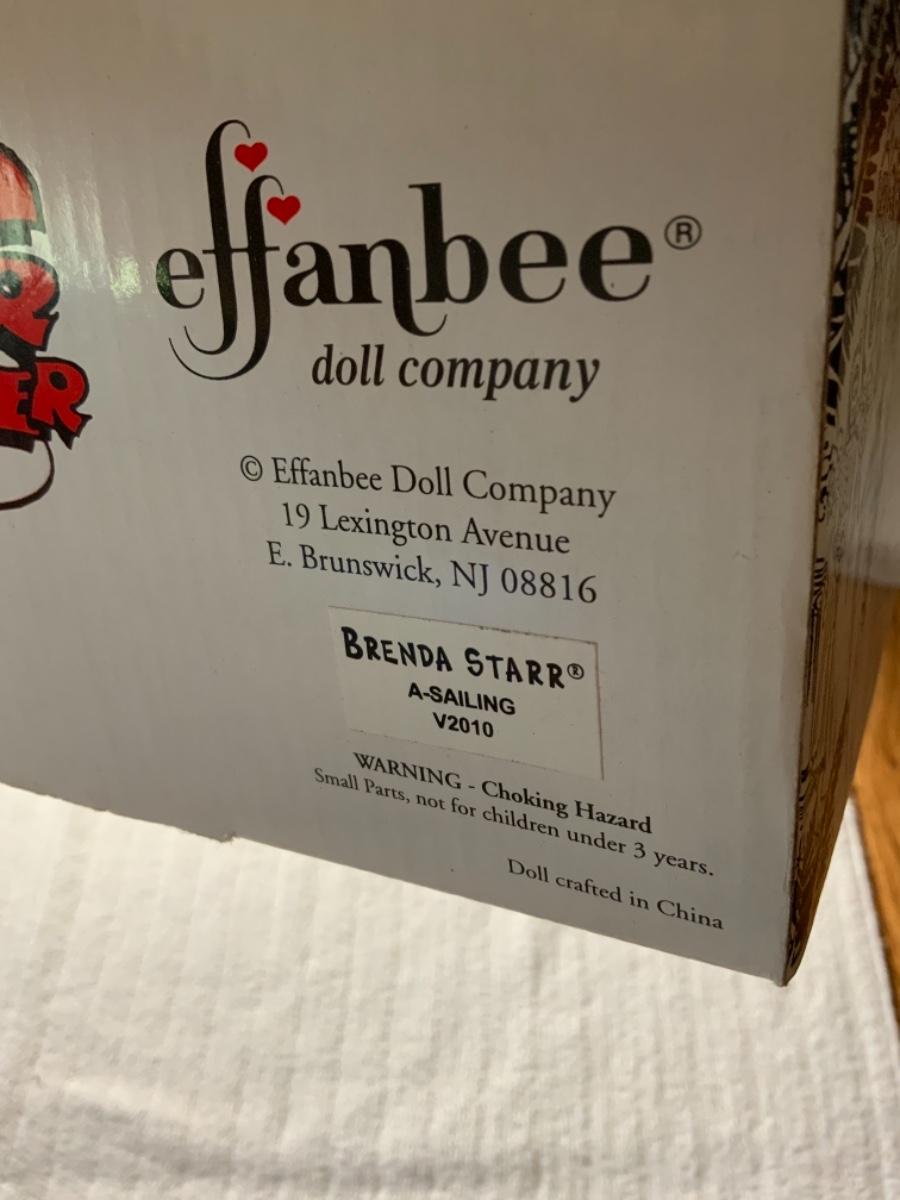 effanbee®
doll company
© Effanbee Doll Company
19 Lexington Avenue
E. Brunswick, NJ 08816
BRENDA STARR®
A-SAILING
V2010
WARNING - Choking Hazard
Small Parts, not for children under 3 years.
Doll crafted in China